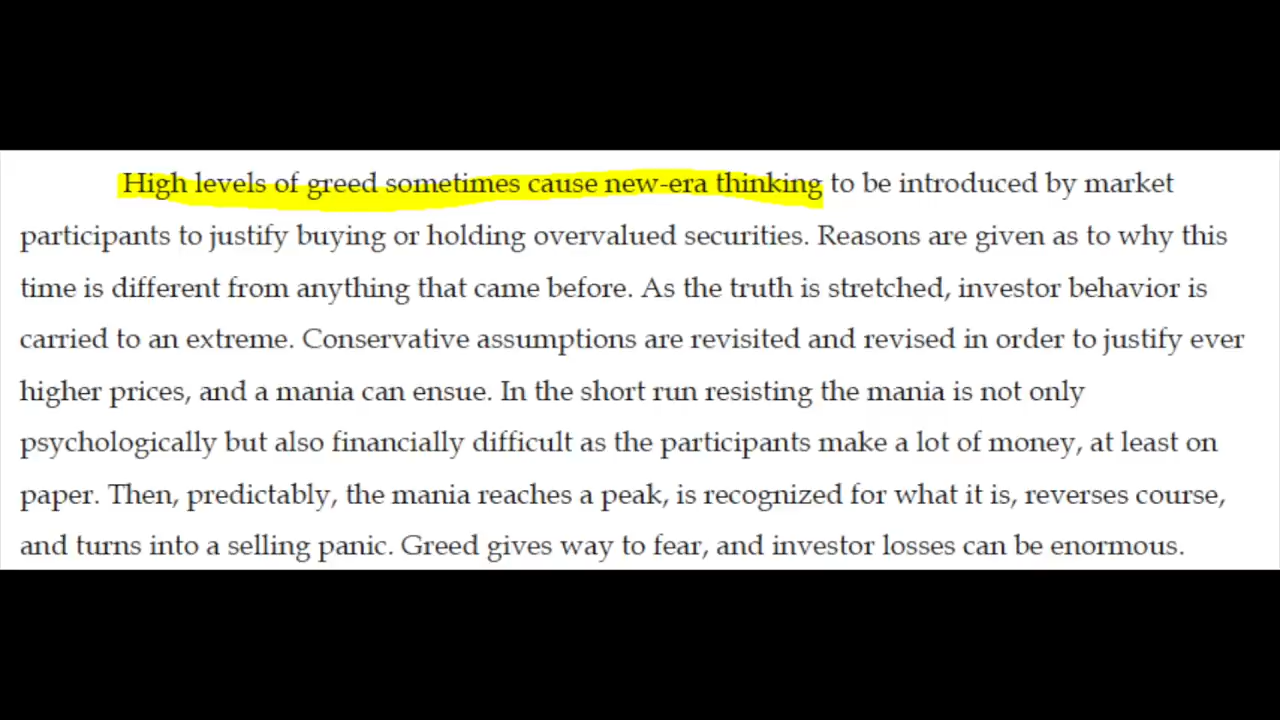 High levels of greed sometimes cause new-era thinking to be introduced by market
participants to justify buying or holding overvalued securities. Reasons are given as to why this
time is different from anything that came before. As the truth is stretched, investor behavior is
carried to an extreme. Conservative assumptions are revisited and revised in order to justify ever
higher prices, and a mania can ensue. In the short run resisting the mania is not only
psychologically but also financially difficult as the participants make a lot of money, at least on
paper. Then, predictably, the mania reaches a peak, is recognized for what it is, reverses course,
and turns into a selling panic. Greed gives way to fear, and investor losses can be enormous.